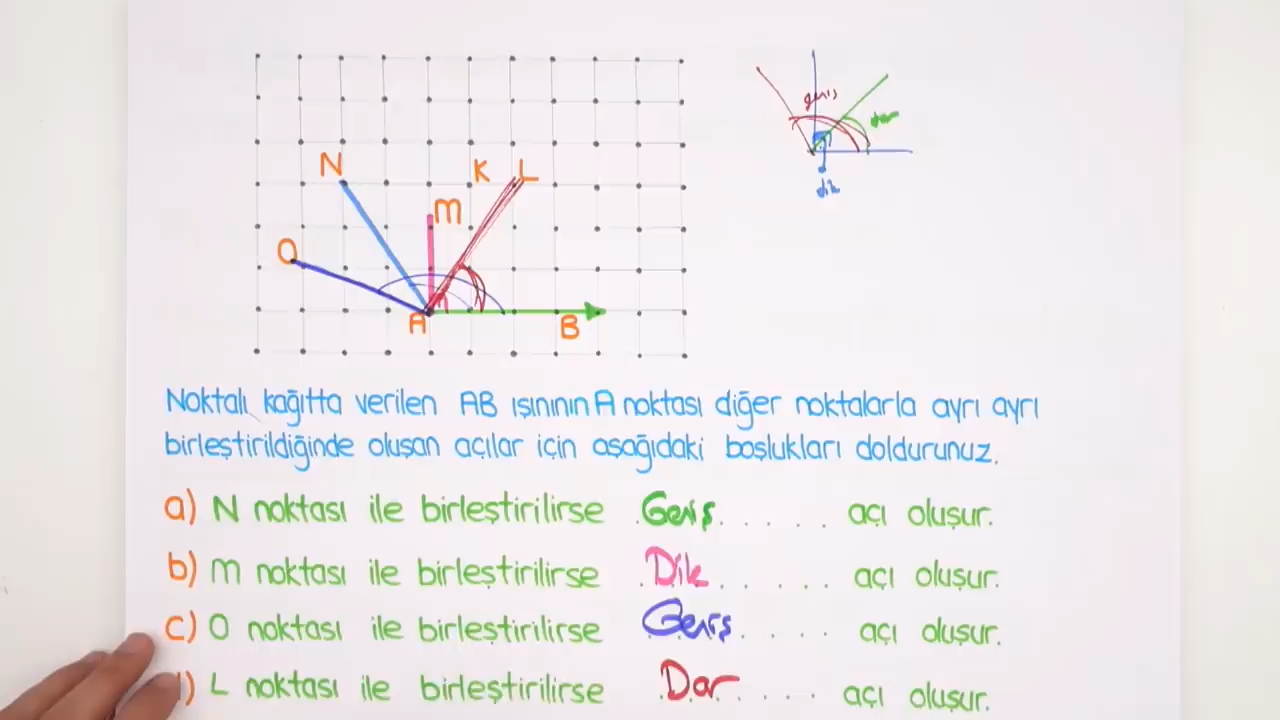 N
K L
M
O
A
B
geniş
dar
dik
Noktalı kağıtta verilen AB ışınının A noktası diğer noktalarla ayrı ayrı
birleştirildiğinde oluşan açılar için aşağıdaki boşlukları doldurunuz.
a) N noktası ile birleştirilirse .Geniş. . . . . . açı oluşur.
b) M noktası ile birleştirilirse .Dik. . . . . . açı oluşur.
c) O noktası ile birleştirilirse Geniş. . . . . açı oluşur.
) L noktası ile birleştirilirse .Dar. . . . . açı oluşur.